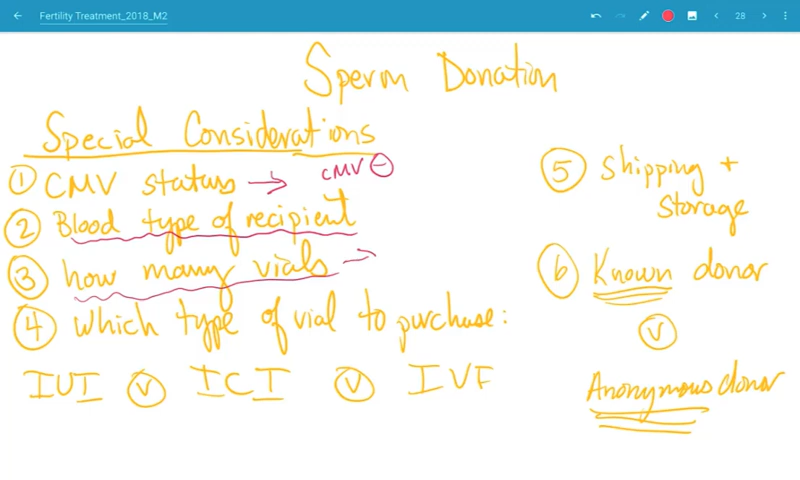 Fertility Treatment_2018_M2
28
Sperm Donation
Special Considerations
① CMV status → CMV ⊖
② Blood type of recipient
③ how many vials →
④ Which type of vial to purchase:
IUI ⓥ ICI ⓥ IVF
⑤ Shipping +
storage
⑥ Known donor
ⓥ
Anonymous donor